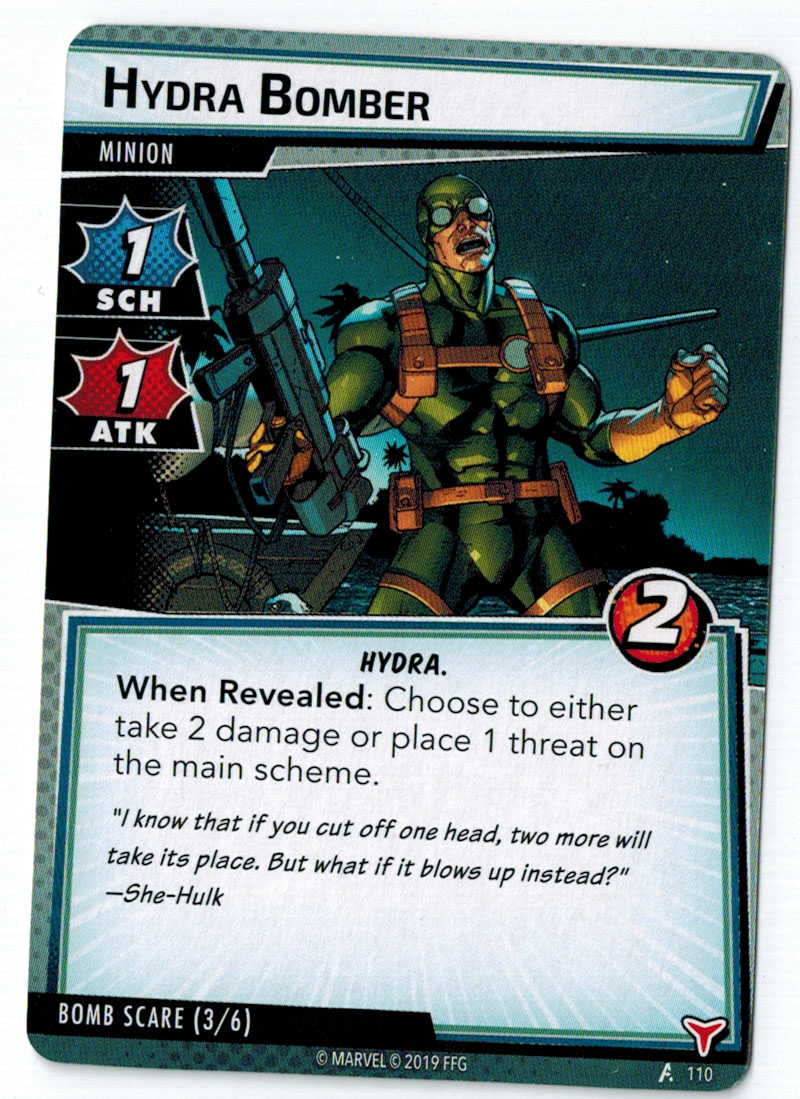 HYDRA BOMBER
MINION
1
SCH
1
ATK
2
HYDRA.
When Revealed: Choose to either
take 2 damage or place 1 threat on
the main scheme.
"I know that if you cut off one head, two more will
take its place. But what if it blows up instead?"
—She-Hulk
BOMB SCARE (3/6)
© MARVEL © 2019 FFG
110